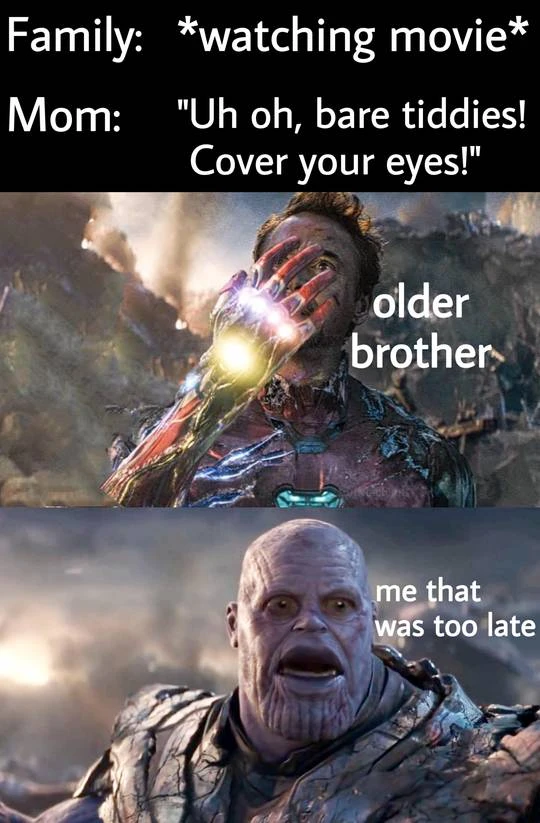 Family: *watching movie*
Mom: "Uh oh, bare tiddies!
Cover your eyes!"
older
brother
me that
was too late